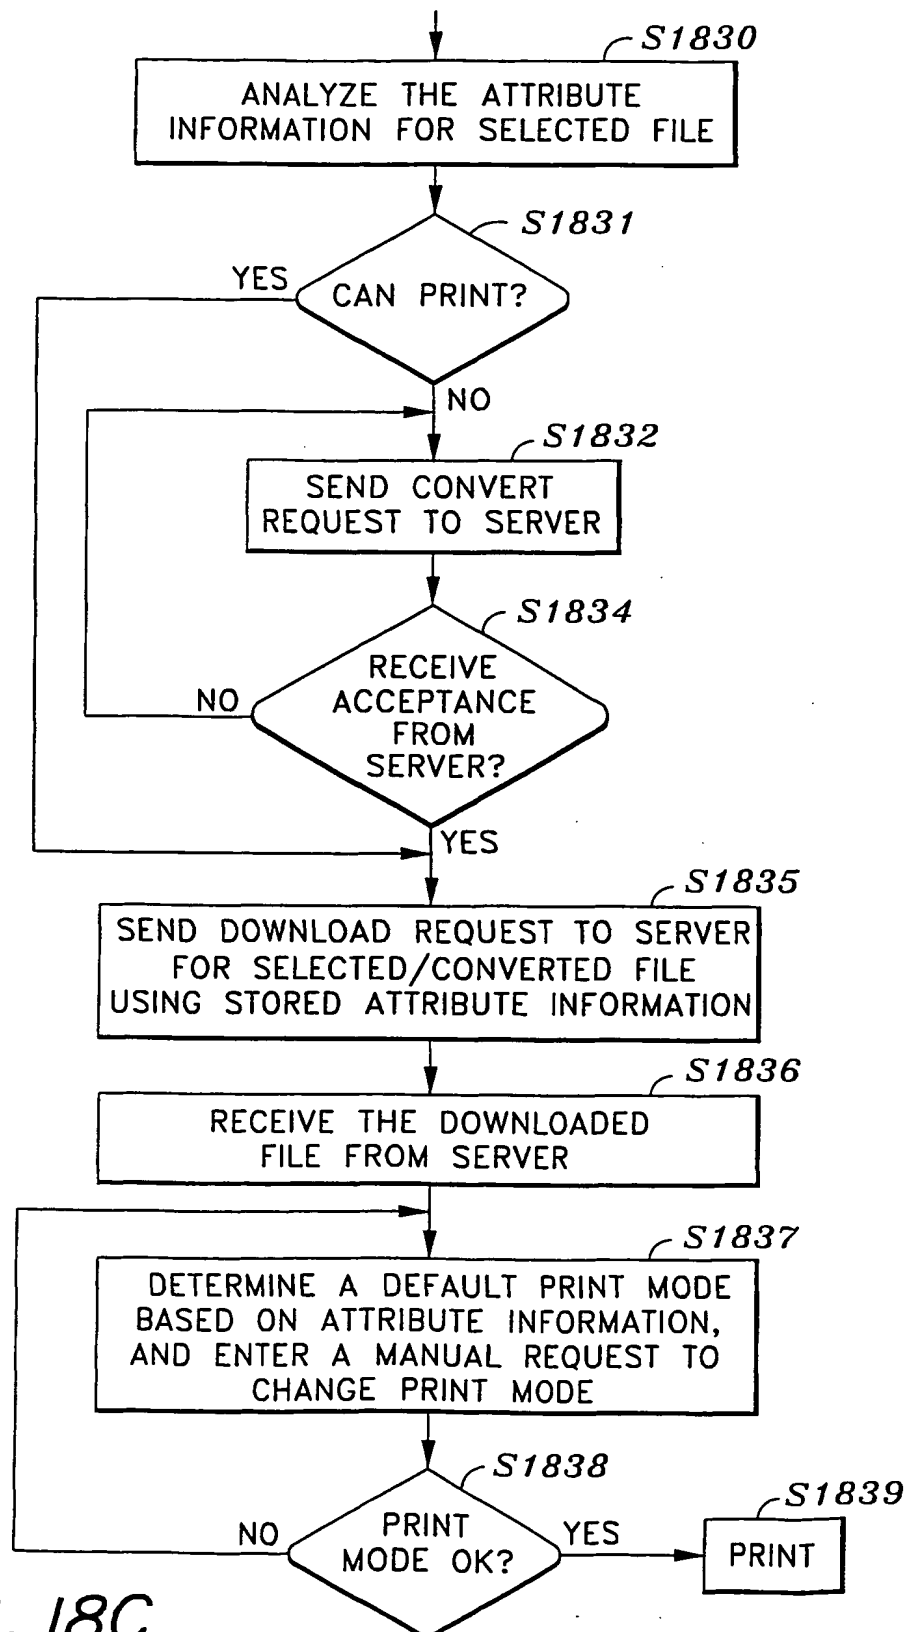 S1830
ANALYZE THE ATTRIBUTE
INFORMATION FOR SELECTED FILE
S1831
YES
CAN PRINT?
NO
S1832
SEND CONVERT
REQUEST TO SERVER
S1834
NO
RECEIVE
ACCEPTANCE
FROM
SERVER?
YES
S1835
SEND DOWNLOAD REQUEST TO SERVER
FOR SELECTED/CONVERTED FILE
USING STORED ATTRIBUTE INFORMATION
S1836
RECEIVE THE DOWNLOADED
FILE FROM SERVER
S1837
DETERMINE A DEFAULT PRINT MODE
BASED ON ATTRIBUTE INFORMATION,
AND ENTER A MANUAL REQUEST TO
CHANGE PRINT MODE
S1838
NO
PRINT
MODE OK?
YES
S1839
PRINT
18C